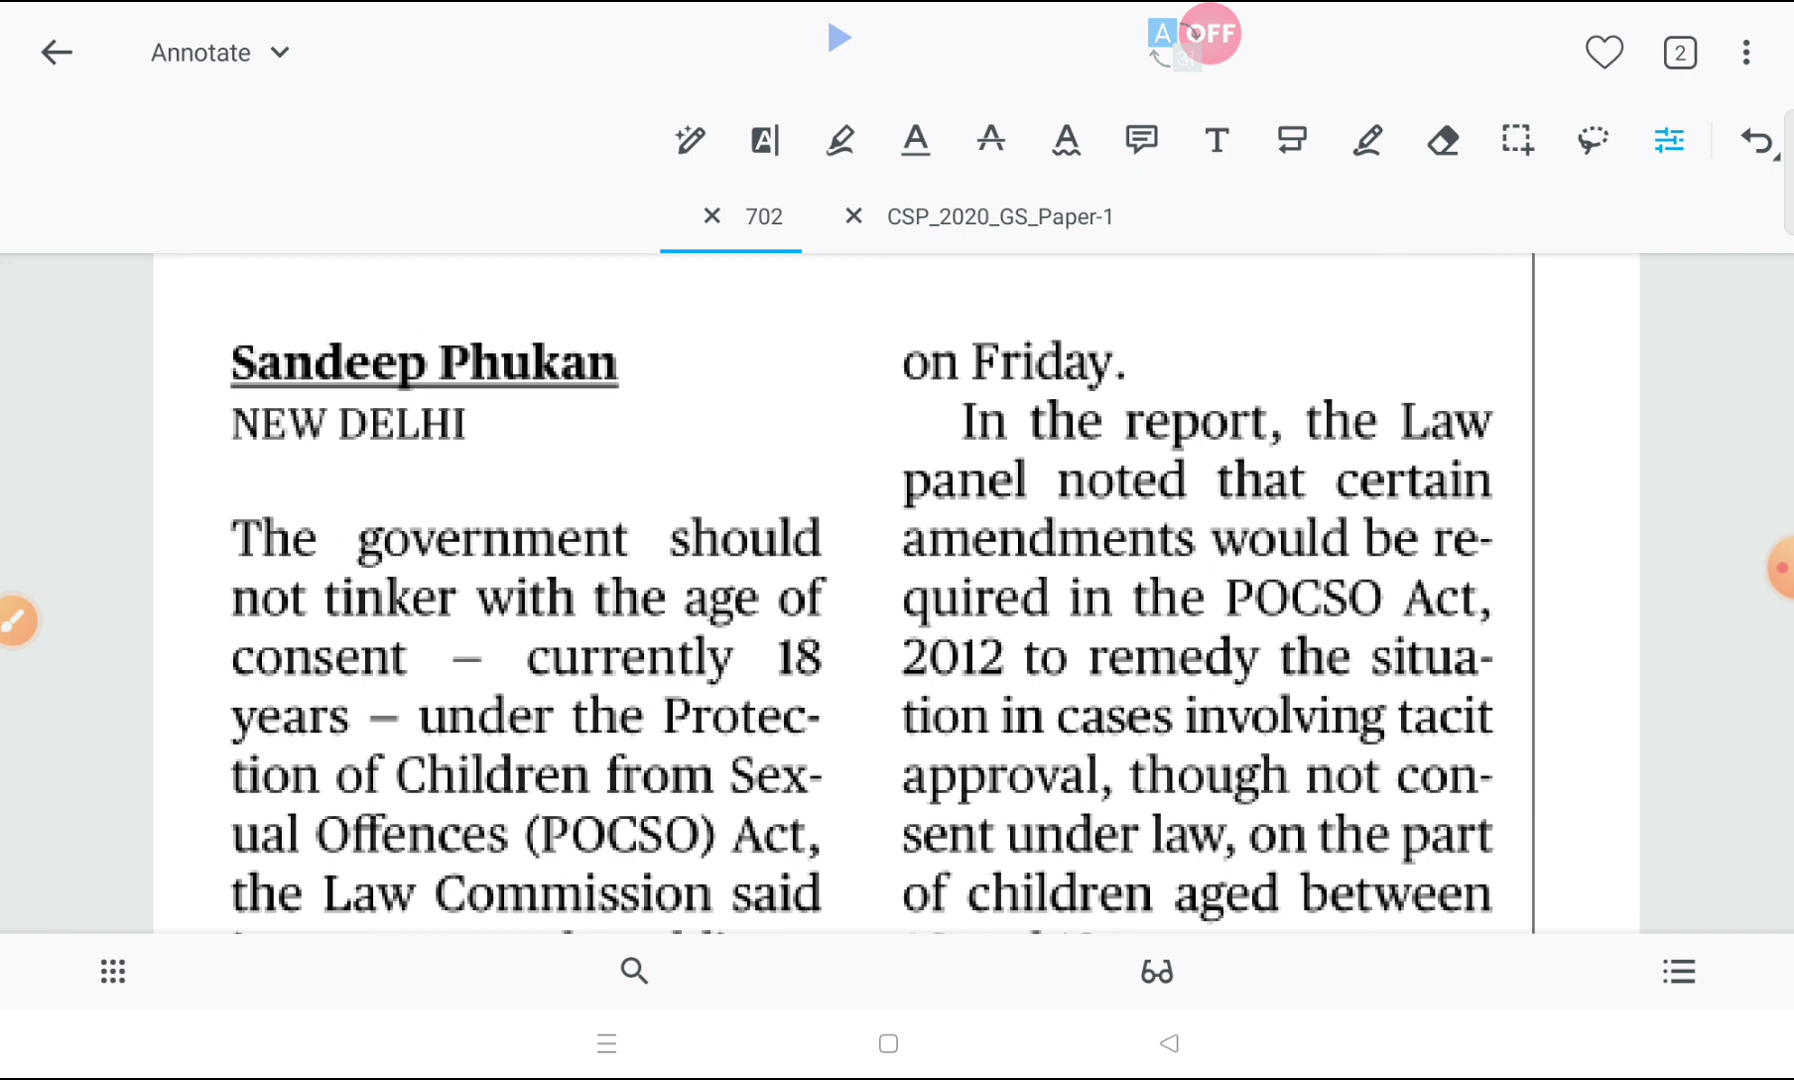 Annotate
A OFF
अ
2
A
A
A
A
T
702
CSP_2020_GS_Paper-1
Sandeep Phukan
NEW DELHI
The government should
not tinker with the age of
consent – currently 18
years – under the Protec-
tion of Children from Sex-
ual Offences (POCSO) Act,
the Law Commission said
on Friday.
In the report, the Law
panel noted that certain
amendments would be re-
quired in the POCSO Act,
2012 to remedy the situa-
tion in cases involving tacit
approval, though not con-
sent under law, on the part
of children aged between